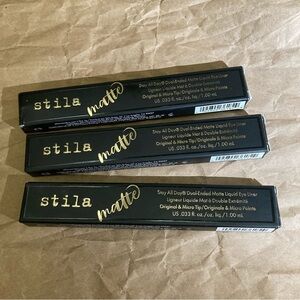 stila matte
Stay All Day® Dual-Ended Matte Liquid Eye Liner
Ligneur Liquide Mat à Double Extrémité
Original & Micro Tip/Originale & Micro Pointe
US .033 fl. oz./oz. liq./1.00 ml
stila matte
Stay All Day® Dual-Ended Matte Liquid Eye Liner
Ligneur Liquide Mat à Double Extrémité
Original & Micro Tip/Originale & Micro Pointe
US .033 fl. oz./oz. liq./1.00 ml
stila matte
Stay All Day® Dual-Ended Matte Liquid Eye Liner
Ligneur Liquide Mat à Double Extrémité
Original & Micro Tip/Originale & Micro Pointe
US .033 fl. oz./oz. liq./1.00 ml